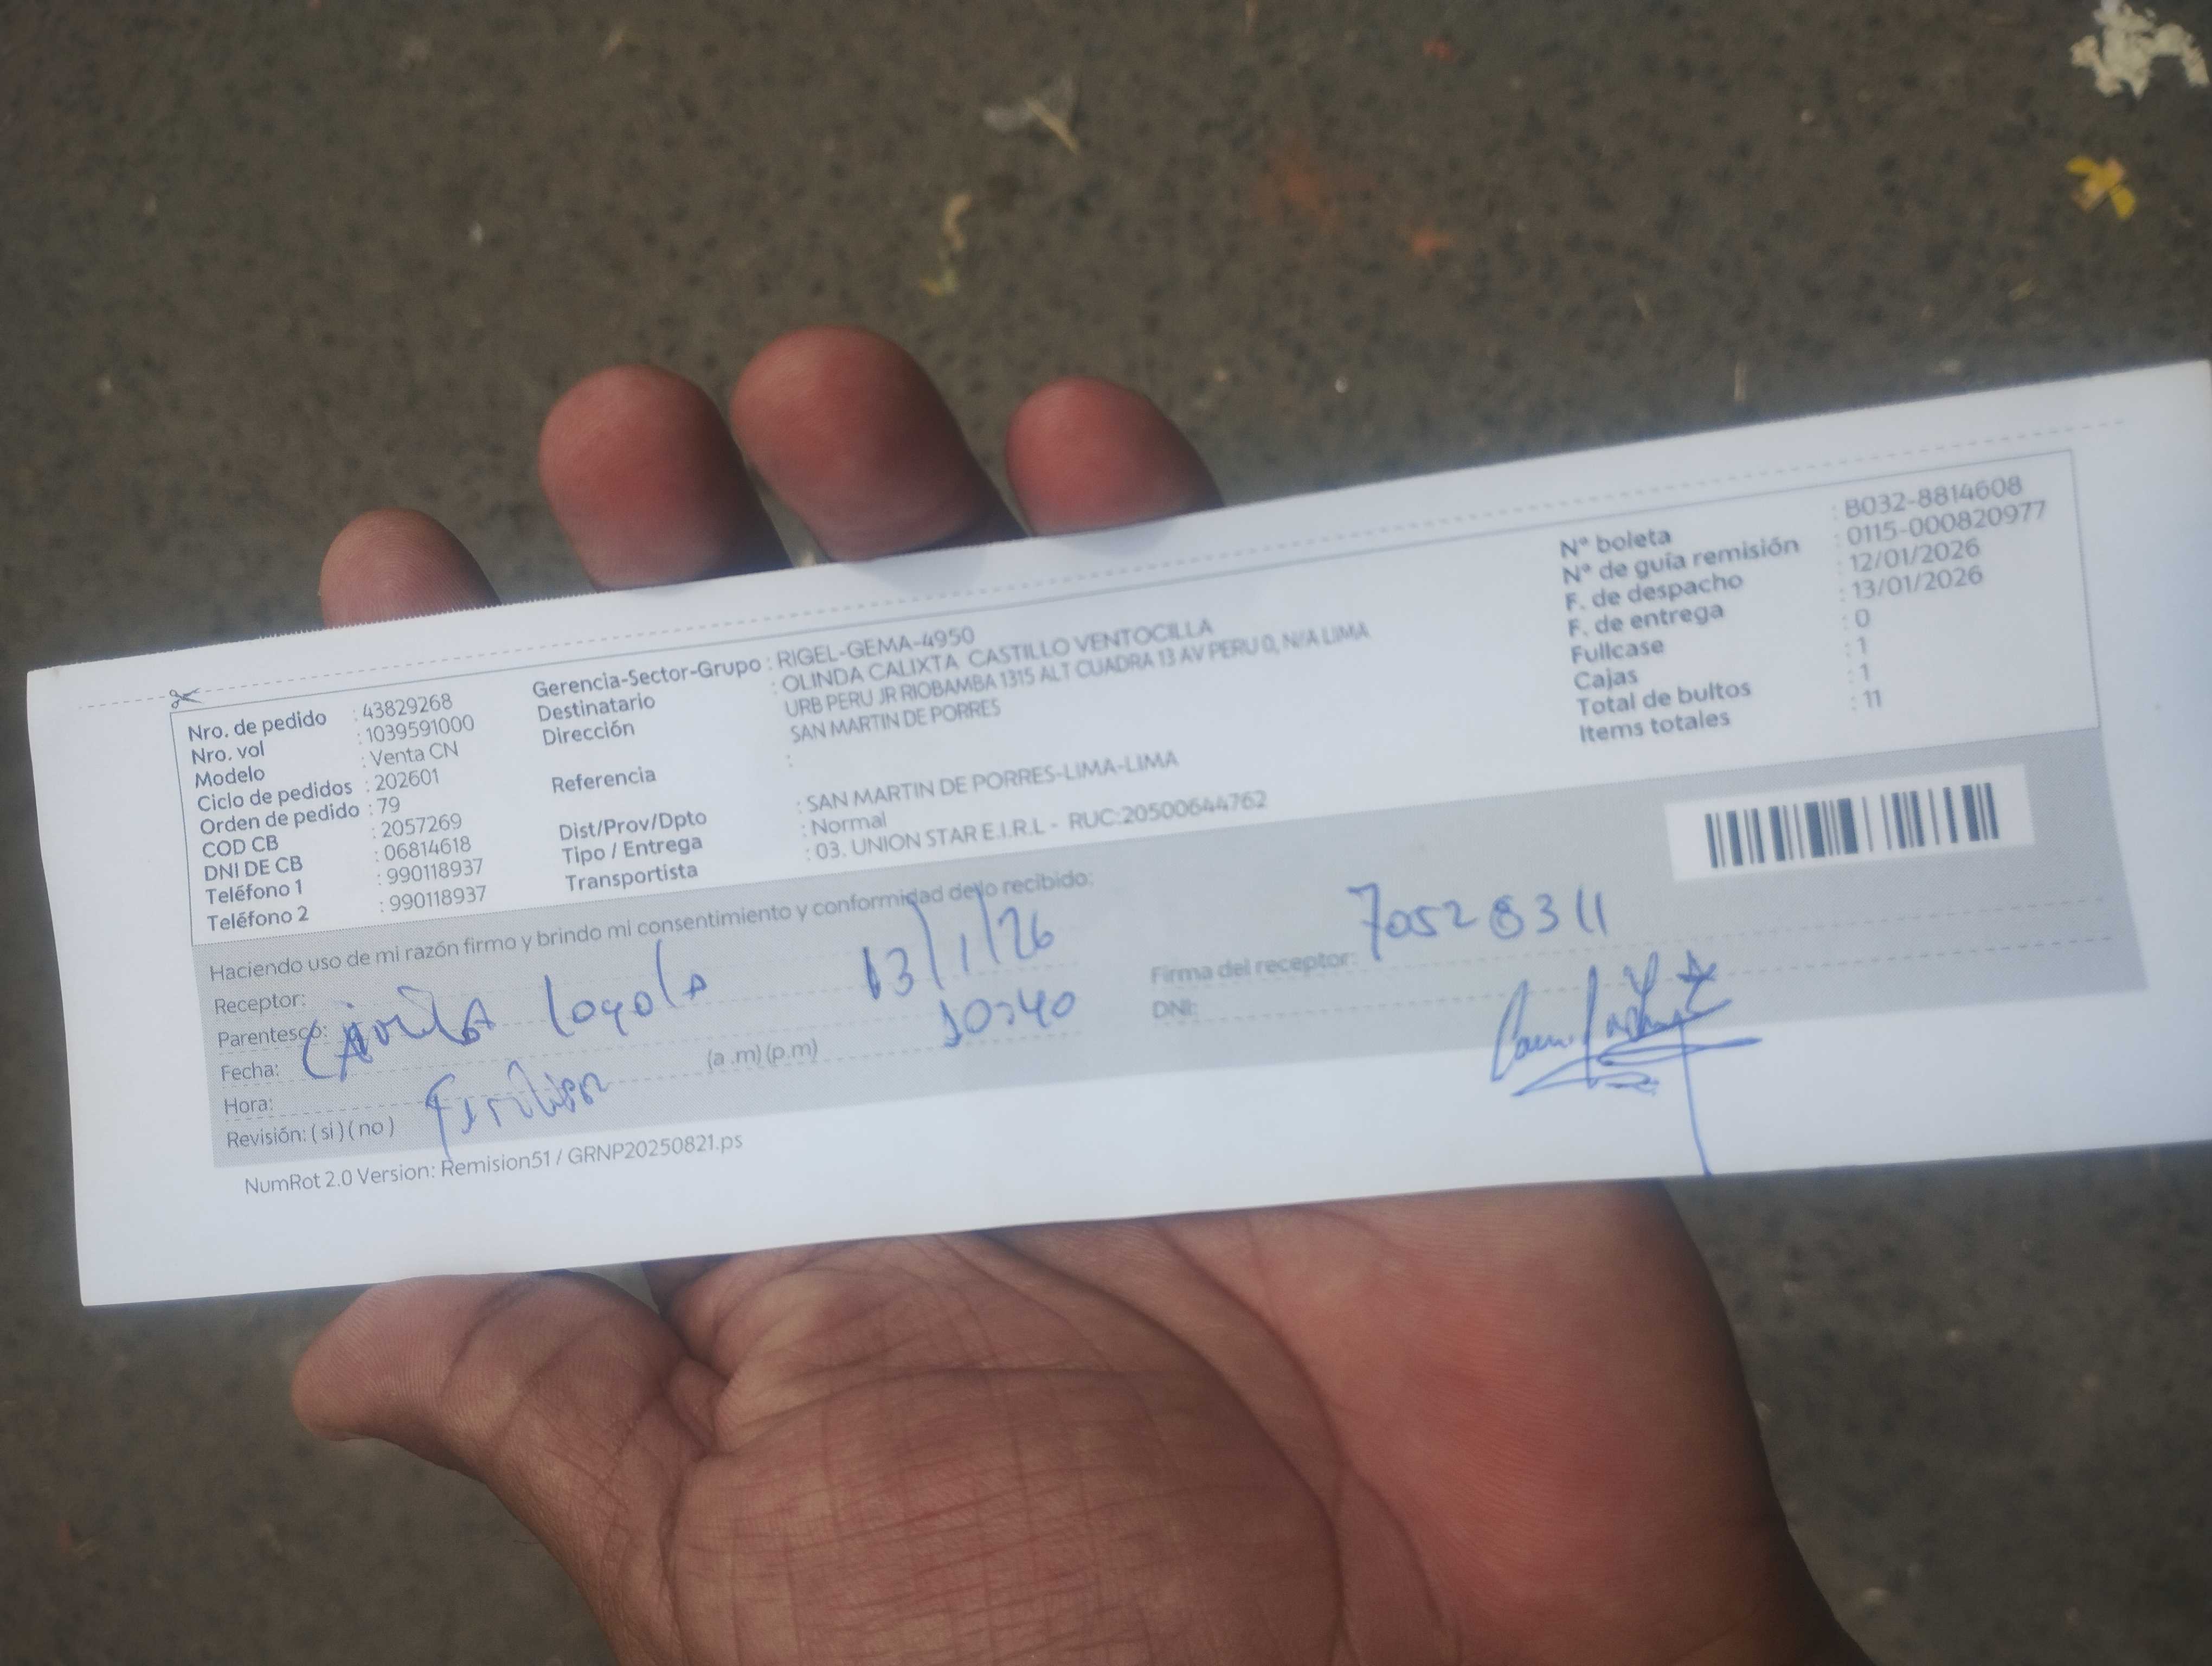 Nro. de pedido : 43829268
Nro. vol : 1039591000
Modelo : Venta CN
Ciclo de pedidos : 202601
Orden de pedido : 79
COD CB : 2057269
DNI DE CB : 06814618
Teléfono 1 : 990118937
Teléfono 2 : 990118937
Gerencia-Sector-Grupo : RIGEL-GEMA-4950
Destinatario : OLINDA CALIXTA CASTILLO VENTOCILLA
Dirección : URB PERU JR RIOBAMBA 1315 ALT CUADRA 13 AV PERU 0, N/A LIMA
SAN MARTIN DE PORRES
Referencia :
Dist/Prov/Dpto : SAN MARTIN DE PORRES-LIMA-LIMA
Tipo / Entrega : Normal
Transportista : 03. UNION STAR E.I.R.L - RUC:20500644762
N° boleta : B032-8814608
N° de guía remisión : 0115-000820977
F. de despacho : 12/01/2026
F. de entrega : 13/01/2026
Fullcase : 0
Cajas : 1
Total de bultos : 1
Items totales : 11
Haciendo uso de mi razón firmo y brindo mi consentimiento y conformidad de lo recibido:
Receptor:
Parentesco: Loyola 13/1/26
Fecha:
Hora: (a .m) (p.m) 10:40
Revisión: ( si ) ( no )
Firma del receptor: 70528311
DNI:
NumRot 2.0 Version: Remision51 / GRNP20250821.ps